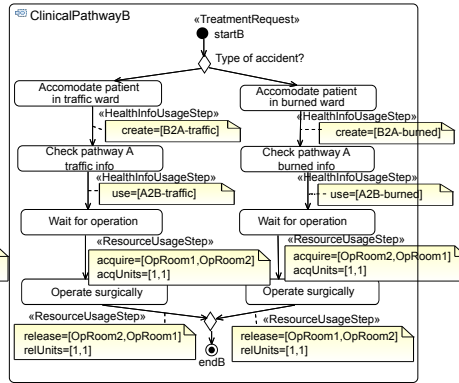 ClinicalPathwayB
«TreatmentRequest»
startB
Type of accident?
Accomodate patient
in traffic ward
Accomodate patient
in burned ward
«HealthInfoUsageStep»
create=[B2A-traffic]
«HealthInfoUsageStep»
create=[B2A-burned]
Check pathway A
traffic info
Check pathway A
burned info
«HealthInfoUsageStep»
use=[A2B-traffic]
«HealthInfoUsageStep»
use=[A2B-burned]
Wait for operation
Wait for operation
«ResourceUsageStep»
acquire=[OpRoom1,OpRoom2]
acqUnits=[1,1]
«ResourceUsageStep»
acquire=[OpRoom2,OpRoom1]
acqUnits=[1,1]
Operate surgically
Operate surgically
«ResourceUsageStep»
release=[OpRoom2,OpRoom1]
relUnits=[1,1]
«ResourceUsageStep»
release=[OpRoom1,OpRoom2]
relUnits=[1,1]
endB